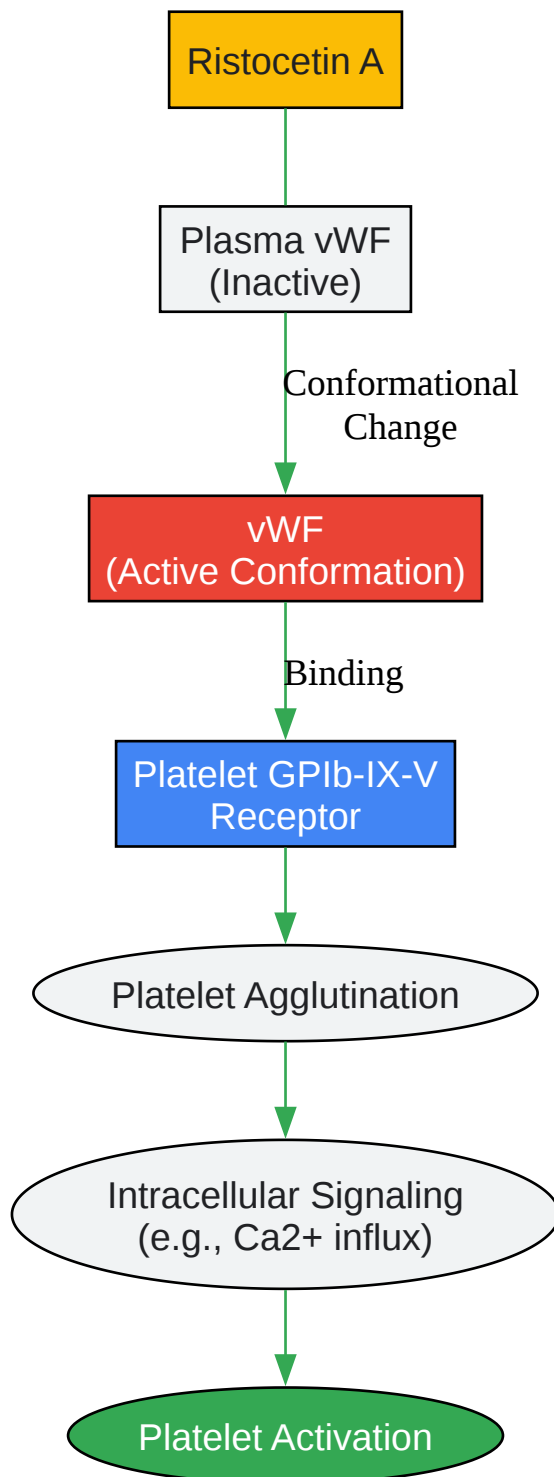 Ristocetin A
Plasma vWF
(Inactive)
Conformational
Change
vWF
(Active Conformation)
Binding
Platelet GPIb-IX-V
Receptor
Platelet Agglutination
Intracellular Signaling
(e.g., Ca2+ influx)
Platelet Activation